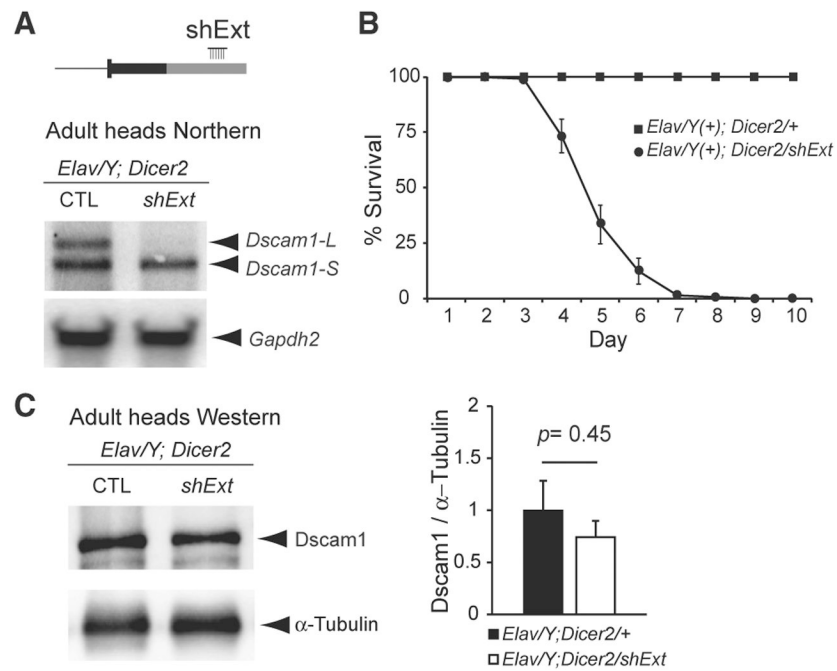 A
shExt
Adult heads Northern
Elav/Y; Dicer2
CTL shExt
Dscam1-L
Dscam1-S
Gapdh2
B
% Survival
100
75
50
25
0
1 2 3 4 5 6 7 8 9 10
Day
Elav/Y(+); Dicer2/+
Elav/Y(+); Dicer2/shExt
C
Adult heads Western
Elav/Y; Dicer2
CTL shExt
Dscam1
α-Tubulin
Dscam1 / α–Tubulin
2
1.5
1
0.5
0
p= 0.45
Elav/Y;Dicer2/+
Elav/Y;Dicer2/shExt